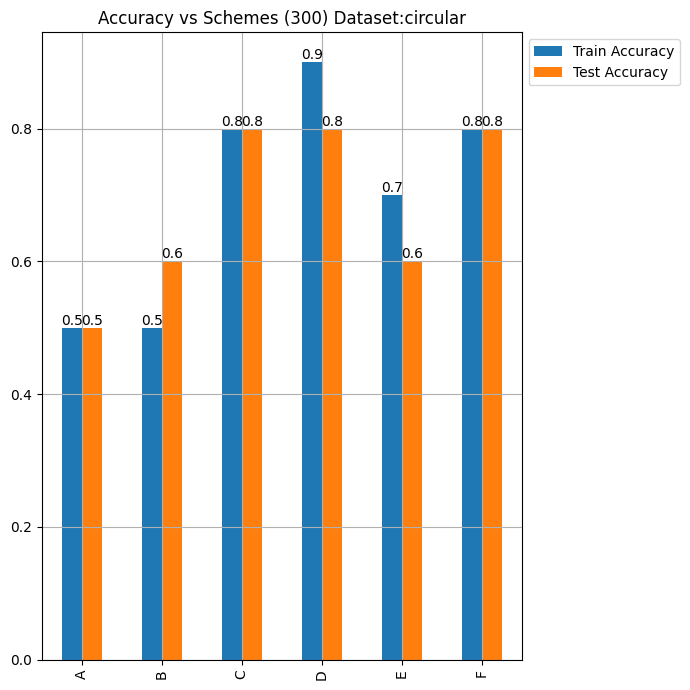 Accuracy vs Schemes (300) Dataset:circular
Train Accuracy
Test Accuracy
0.9
0.8
0.8 0.8 0.8 0.8 0.8
0.7
0.6
0.6 0.6
0.5 0.5 0.5
0.4
0.2
0.0
A B C D E F